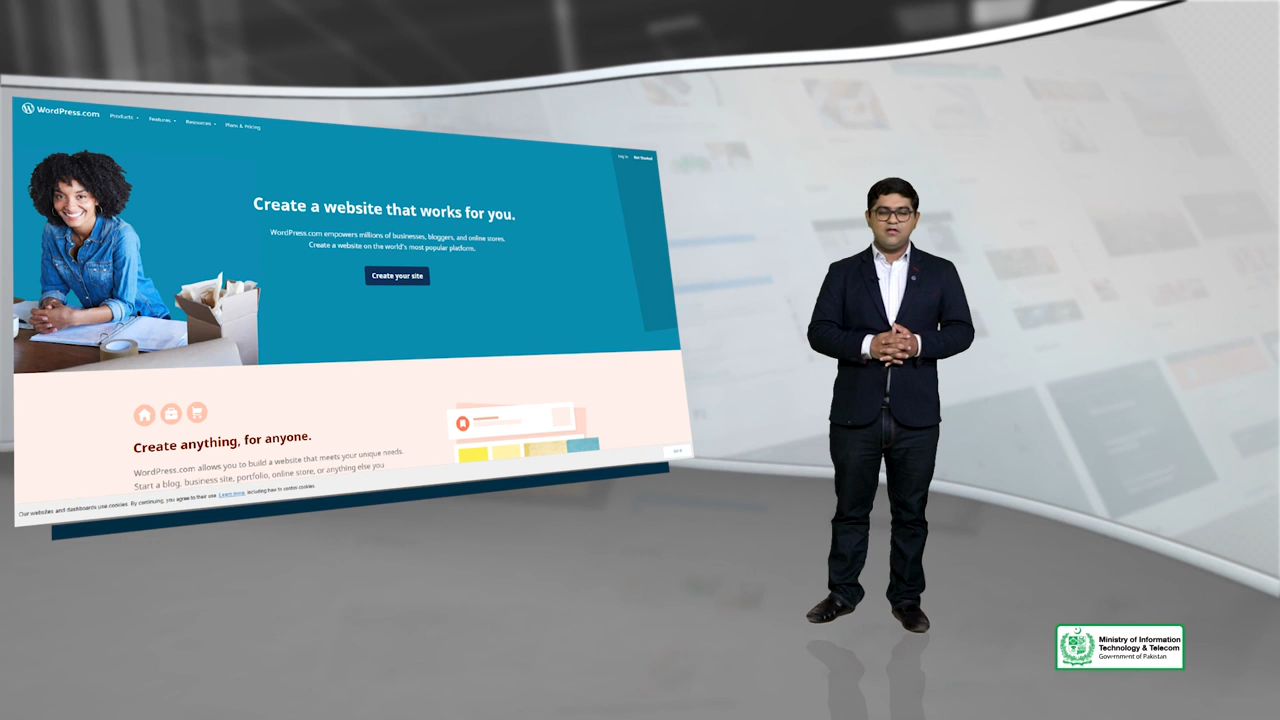 WordPress.com
Products
Features
Resources
Plans & Pricing
Log In
Get Started
Create a website that works for you.
WordPress.com empowers millions of businesses, bloggers, and online stores.
Create a website on the world's most popular platform.
Create your site
Create anything, for anyone.
WordPress.com allows you to build a website that meets your unique needs.
Start a blog, business site, portfolio, online store, or anything else you
Our websites and dashboards use cookies. By continuing, you agree to their use. Learn more, including how to control cookies.
Got it
Ministry of Information
Technology & Telecom
Government of Pakistan